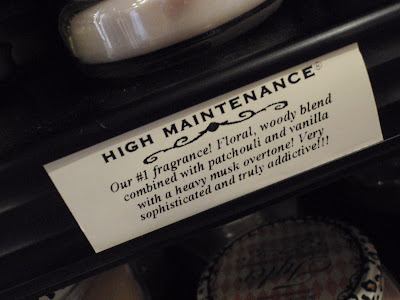 HIGH MAINTENANCE®
Our #1 fragrance! Floral, woody blend
combined with patchouli and vanilla
with a heavy musk overtone! Very
sophisticated and truly addictive!!!
Tyler